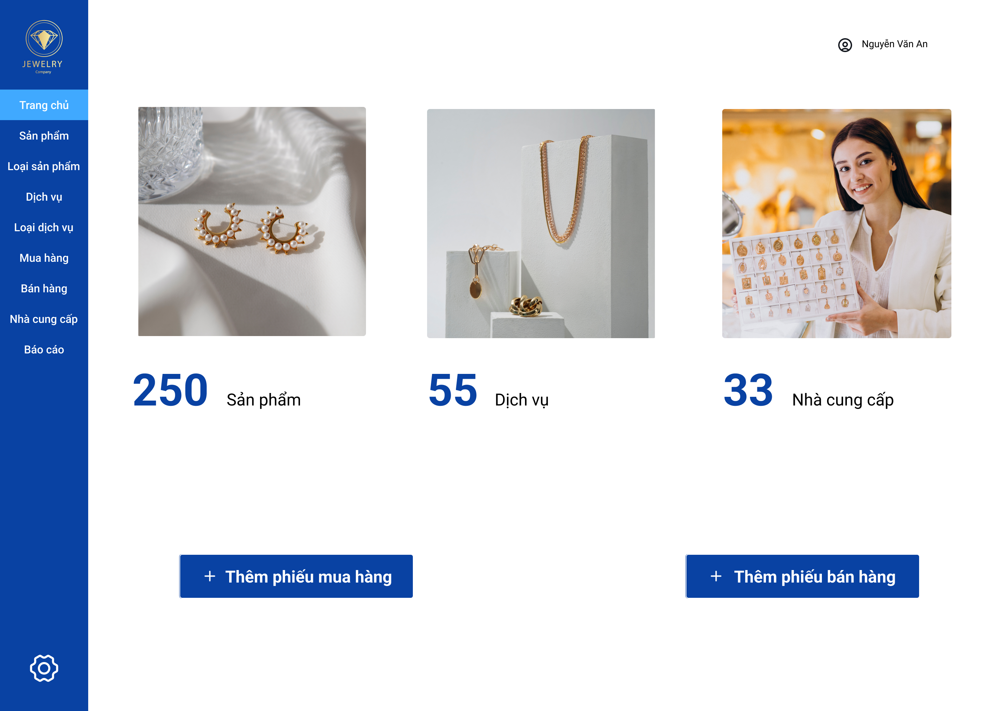 JEWELRY
Company
Nguyễn Văn An
Trang chủ
Sản phẩm
Loại sản phẩm
Dịch vụ
Loại dịch vụ
Mua hàng
Bán hàng
Nhà cung cấp
Báo cáo
250 Sản phẩm
55 Dịch vụ
33 Nhà cung cấp
+ Thêm phiếu mua hàng
+ Thêm phiếu bán hàng